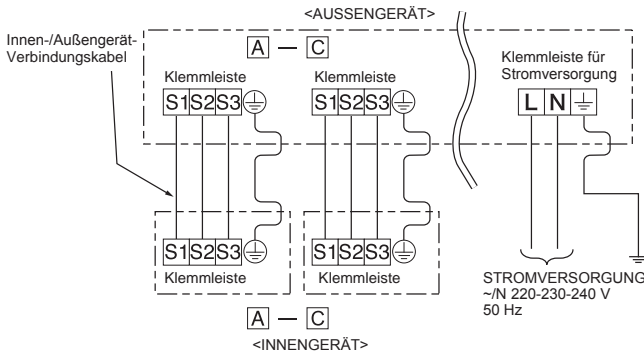 <AUSSENGERÄT>
Innen-/Außengerät-
Verbindungskabel
A — C
Klemmleiste
S1 S2 S3
Klemmleiste
S1 S2 S3
Klemmleiste für
Stromversorgung
L N
S1 S2 S3
Klemmleiste
S1 S2 S3
Klemmleiste
STROMVERSORGUNG
~/N 220-230-240 V
50 Hz
A — C
<INNENGERÄT>